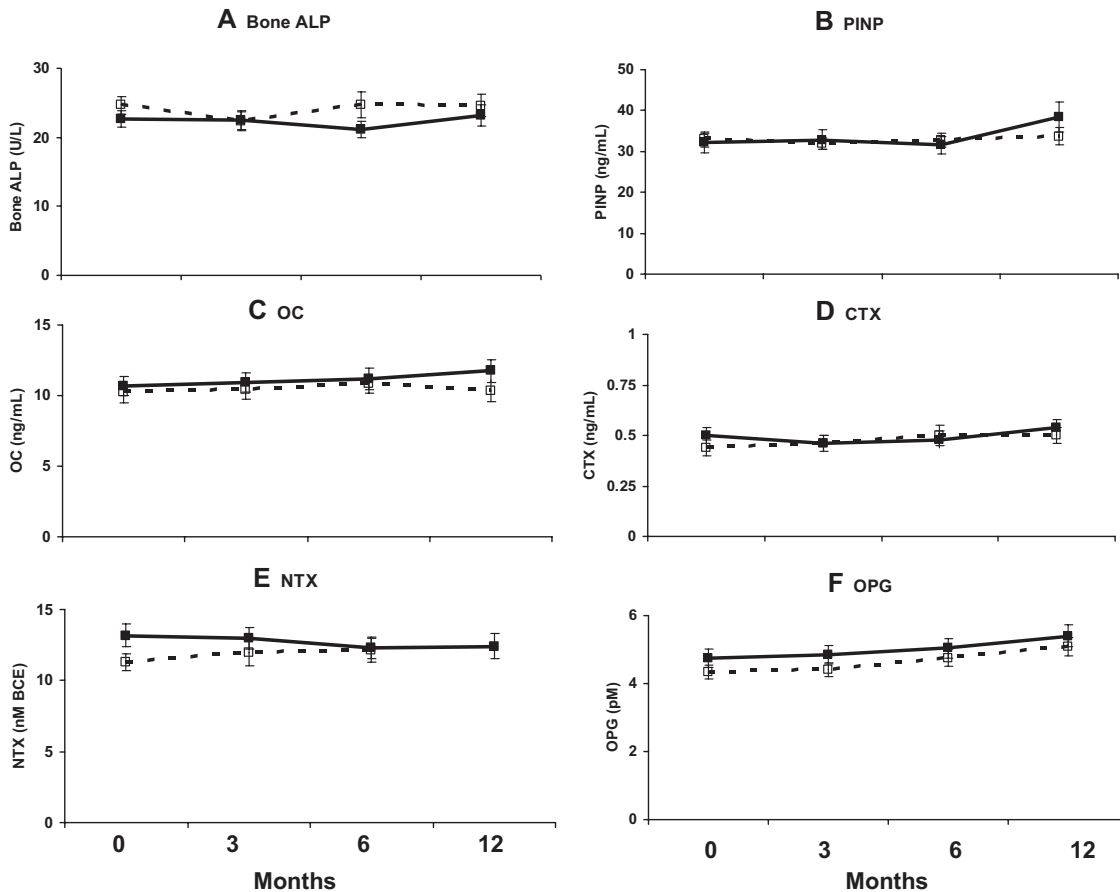 A Bone ALP
30
20
10
0
Bone ALP (U/L)
B PINP
50
40
30
20
10
0
PINP (ng/mL)
C OC
15
10
5
0
OC (ng/mL)
D CTX
1
0.75
0.5
0.25
0
CTX (ng/mL)
E NTX
15
10
5
0
NTX (nM BCE)
0 3 6 12
Months
F OPG
6
4
2
0
OPG (pM)
0 3 6 12
Months